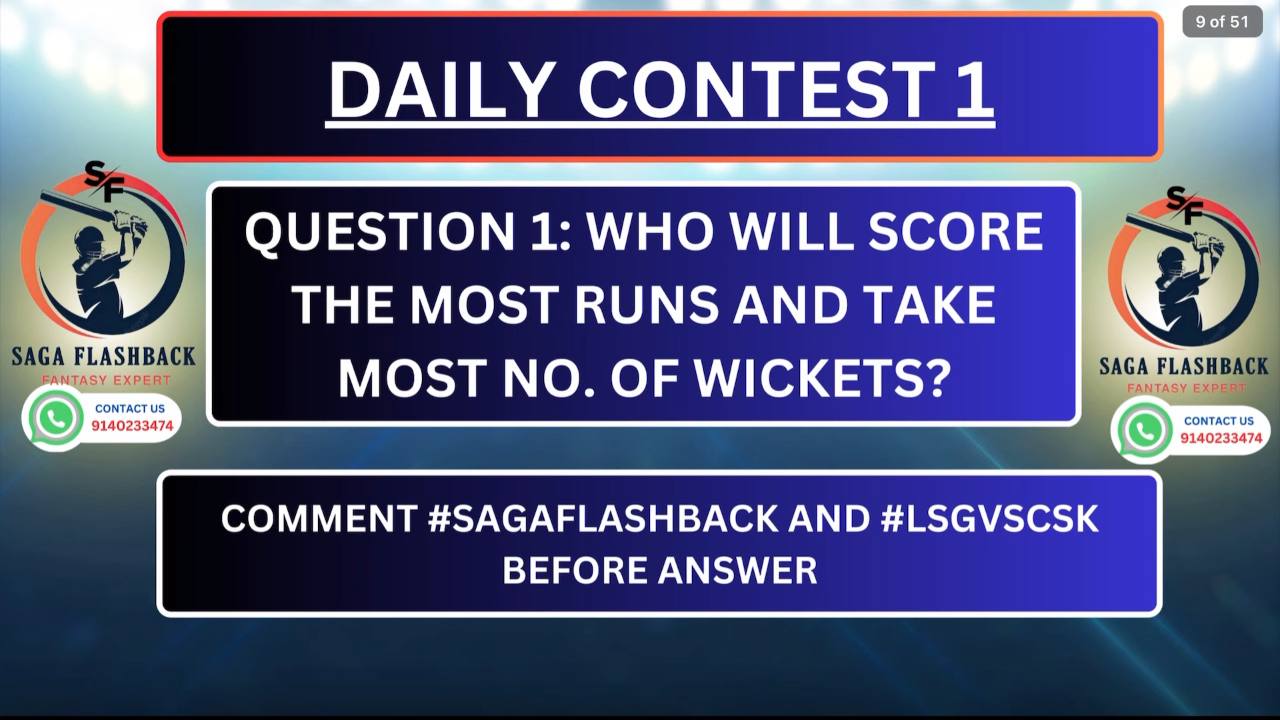 9 of 51
DAILY CONTEST 1
QUESTION 1: WHO WILL SCORE
THE MOST RUNS AND TAKE
MOST NO. OF WICKETS?
SF
SAGA FLASHBACK
FANTASY EXPERT
CONTACT US
9140233474
SF
SAGA FLASHBACK
FANTASY EXPERT
CONTACT US
9140233474
COMMENT #SAGAFLASHBACK AND #LSGVSCSK
BEFORE ANSWER